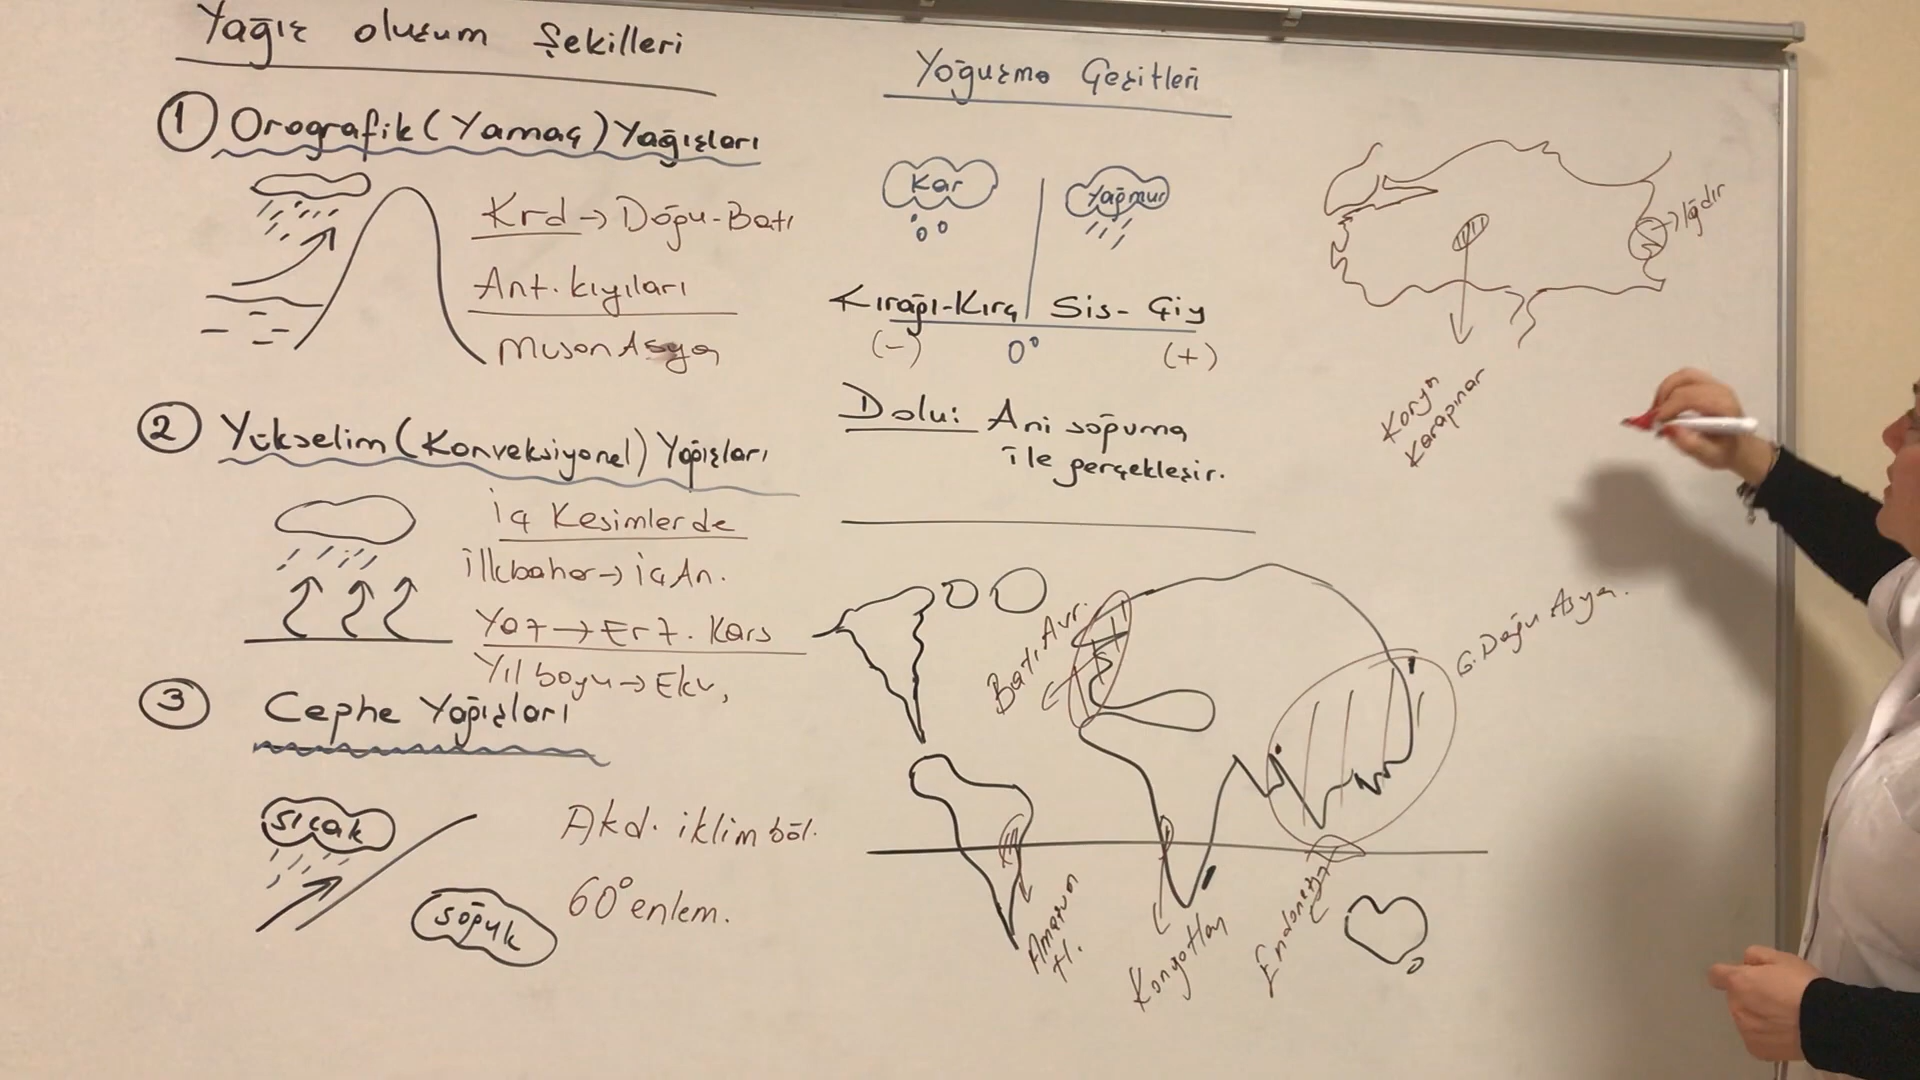 Yağış oluşum Şekilleri
1 Orografik (Yamaç) Yağışları
Krd → Doğu-Batı
Ant. kıyıları
Muson Asya
2 Yükselim (Konveksiyonel) Yağışları
İç Kesimlerde
İlkbahar → İç An.
Yaz → Erz. Kars
Yıl boyu → Ekv,
3 Cephe Yağışları
Sıcak
Soğuk
Akd. iklim böl.
60° enlem.
Yoğuşma Çeşitleri
Kar
Yağmur
Kırağı-Kırç
Sis-Çiy
(-) 0° (+)
Dolu: Ani soğuma
ile gerçekleşir.
Iğdır
Konya
Karapınar
Batı Avr.
G. Doğu Asya.
Amazon
H.
Kongo Hav
Endonezya